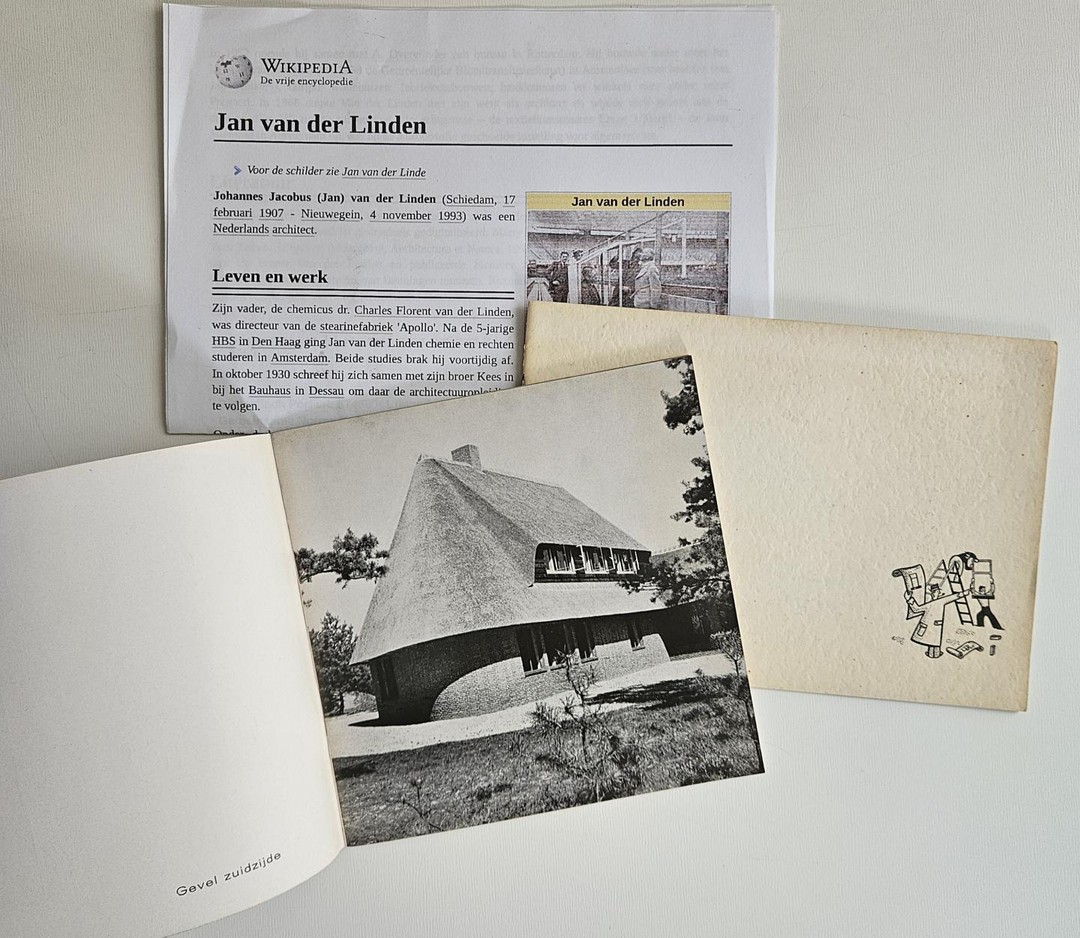 WIKIPEDIA
De vrije encyclopedie
Jan van der Linden
Voor de schilder zie Jan van der Linde
Johannes Jacobus (Jan) van der Linden (Schiedam, 17
februari 1907 - Nieuwegein, 4 november 1993) was een
Nederlands architect.
Jan van der Linden
Leven en werk
Zijn vader, de chemicus dr. Charles Florent van der Linden,
was directeur van de stearinefabriek 'Apollo'. Na de 5-jarige
HBS in Den Haag ging Jan van der Linden chemie en rechten
studeren in Amsterdam. Beide studies brak hij voortijdig af.
In oktober 1930 schreef hij zich samen met zijn broer Kees in
bij het Bauhaus in Dessau om daar de
te volgen.
Gevel zuidzijde